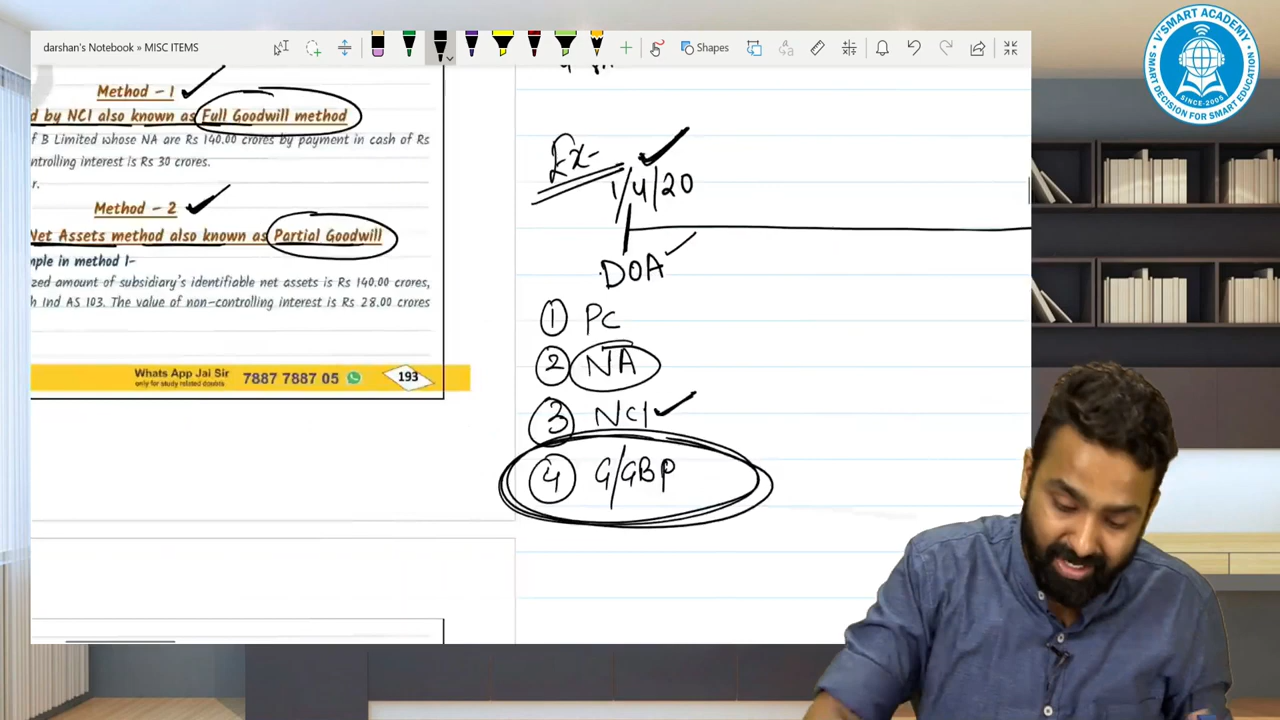 darshan's Notebook » MISC ITEMS
Shapes
Method - 1
d by NCI also known as Full Goodwill method
f B Limited whose NA are Rs 140.00 crores by payment in cash of Rs
ntrolling interest is Rs 30 crores.
r.
Method - 2
Net Assets method also known as Partial Goodwill
mple in method I-
zed amount of subsidiary's identifiable net assets is Rs 140.00 crores,
h Ind AS 103. The value of non-controlling interest is Rs 28.00 crores
Whats App Jai Sir
only for study related doubts
7887 7887 05
193
Ex-
1/4/20
DOA
1 PC
2 NA
3 NCI
4 G/GBP
V'SMART ACADEMY
SINCE-2005
SMART DECISION FOR SMART EDUCATION